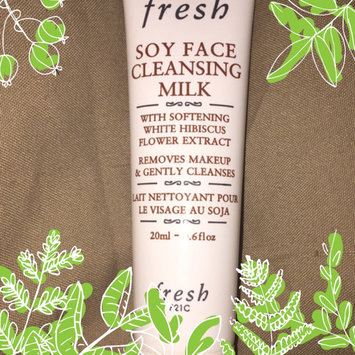 fresh
SOY FACE
CLEANSING
MILK
WITH SOFTENING
WHITE HIBISCUS
FLOWER EXTRACT
REMOVES MAKEUP
& GENTLY CLEANSES
LAIT NETTOYANT POUR
LE VISAGE AU SOJA
20ml - .6floz
fresh